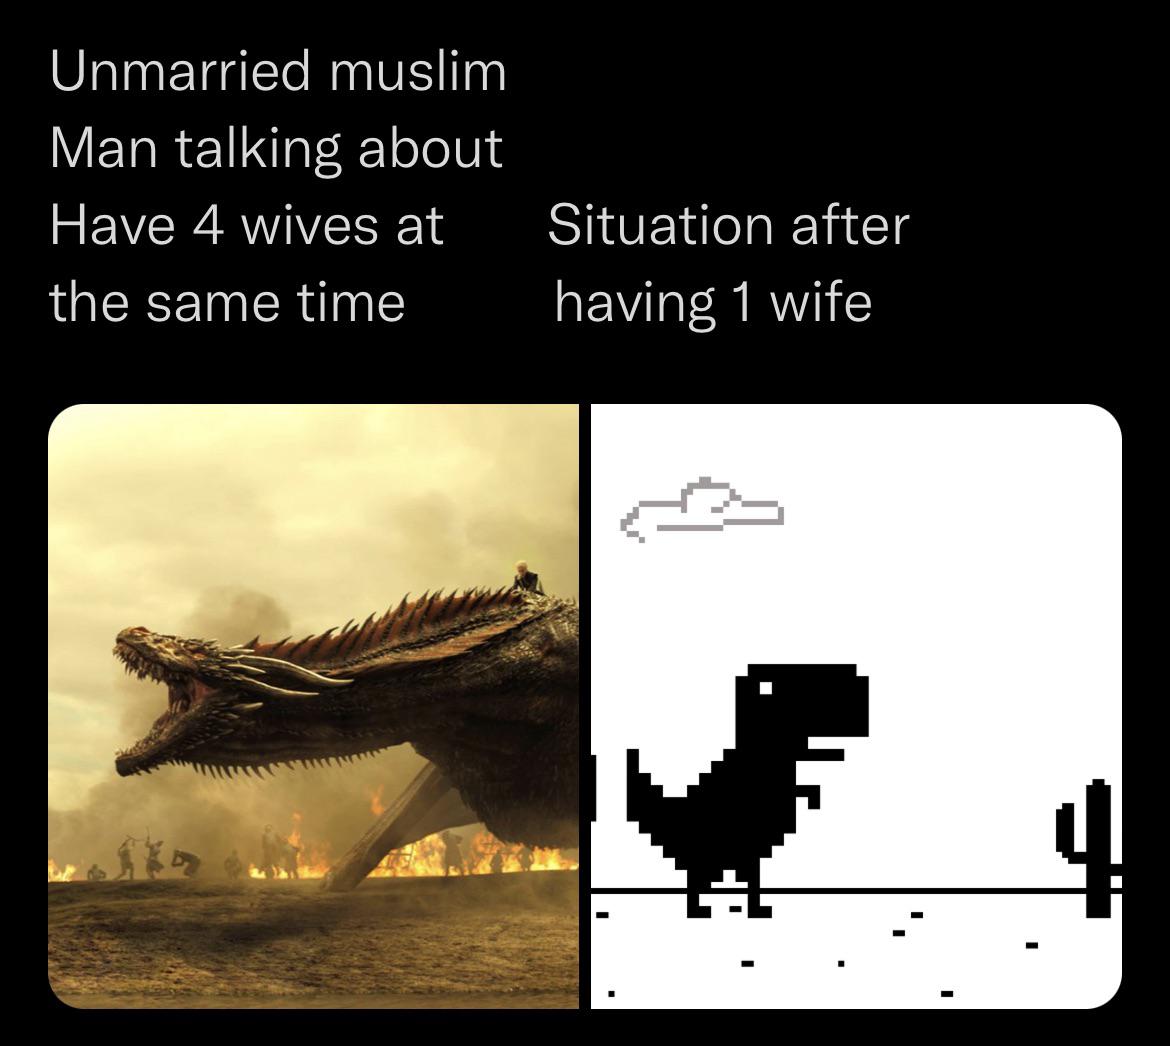 Unmarried muslim
Man talking about
Have 4 wives at
the same time
Situation after
having 1 wife